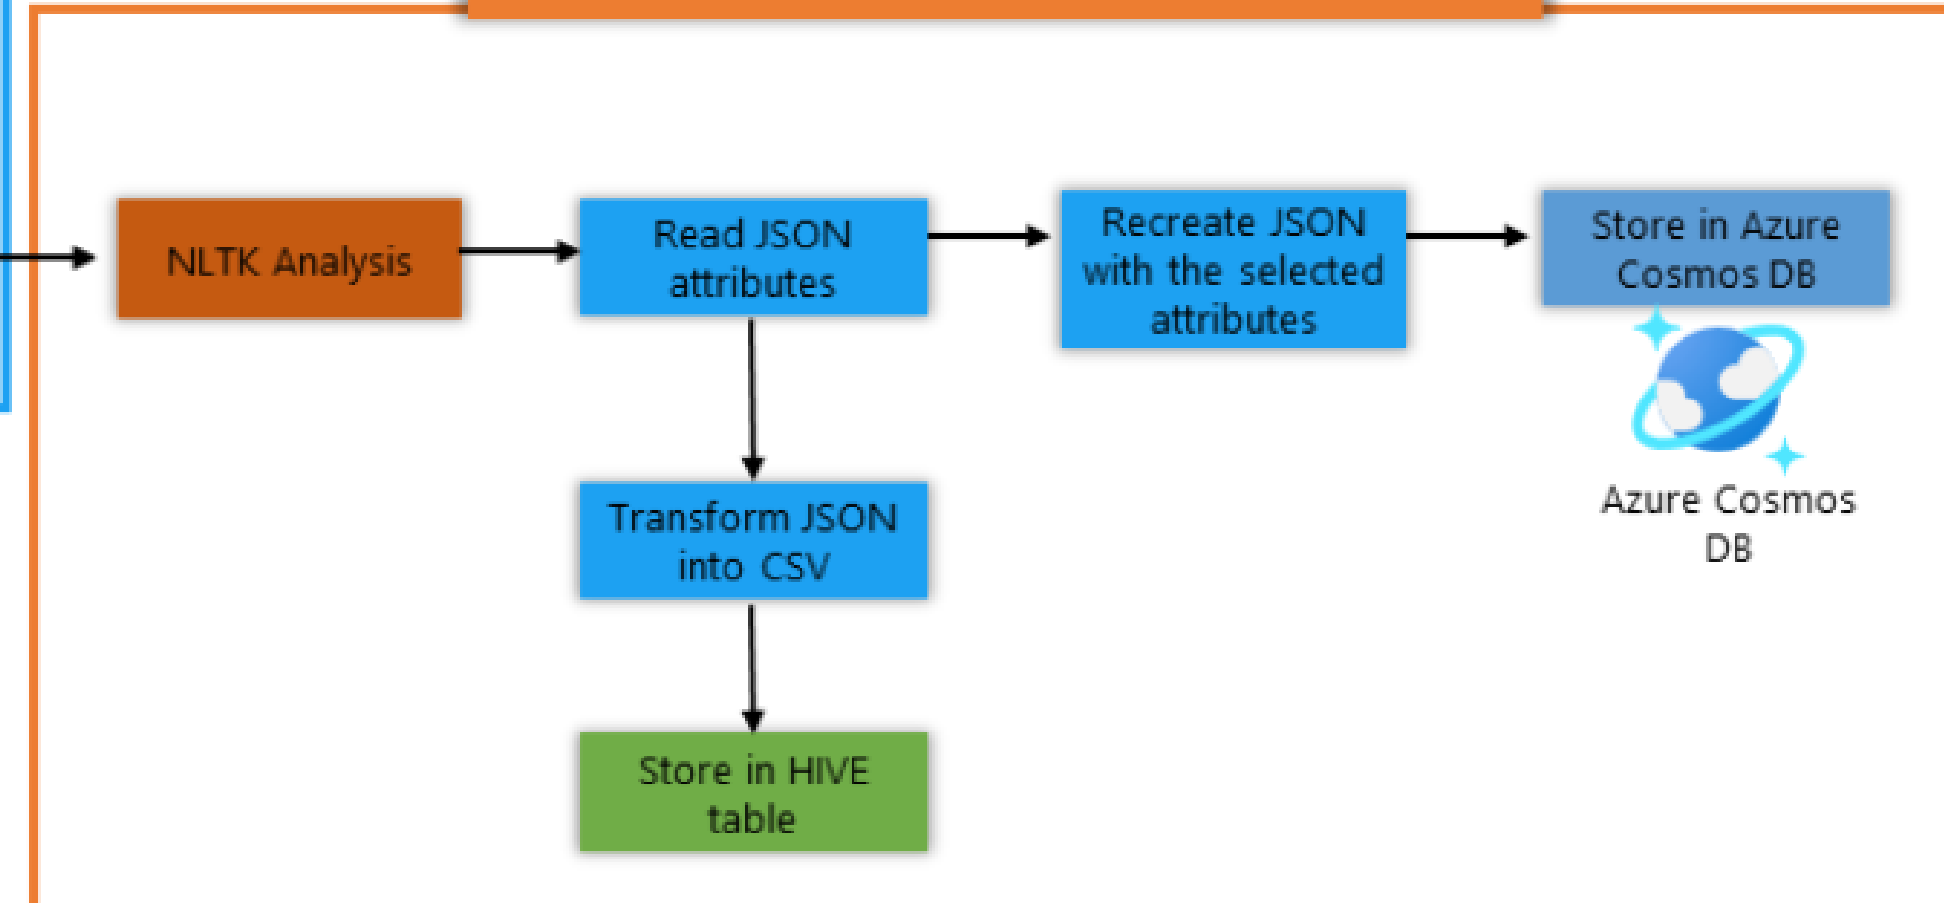 NLTK Analysis
Read JSON
attributes
Recreate JSON
with the selected
attributes
Store in Azure
Cosmos DB
Azure Cosmos
DB
Transform JSON
into CSV
Store in HIVE
table